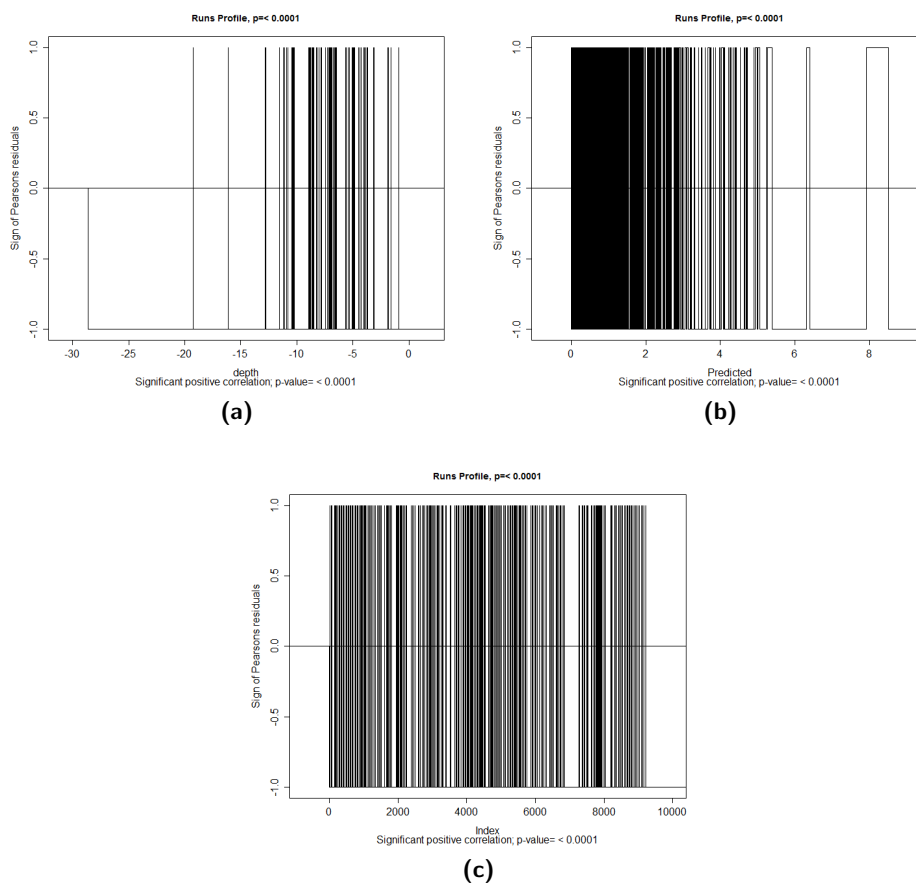 Runs Profile, p=< 0.0001
Sign of Pearsons residuals
1.0
0.5
0.0
-0.5
-1.0
-30 -25 -20 -15 -10 -5 0
depth
Significant positive correlation; p-value= < 0.0001
(a)
Runs Profile, p=< 0.0001
Sign of Pearsons residuals
1.0
0.5
0.0
-0.5
-1.0
0 2 4 6 8
Predicted
Significant positive correlation; p-value= < 0.0001
(b)
Runs Profile, p=< 0.0001
Sign of Pearsons residuals
1.0
0.5
0.0
-0.5
-1.0
0 2000 4000 6000 8000 10000
Index
Significant positive correlation; p-value= < 0.0001
(c)